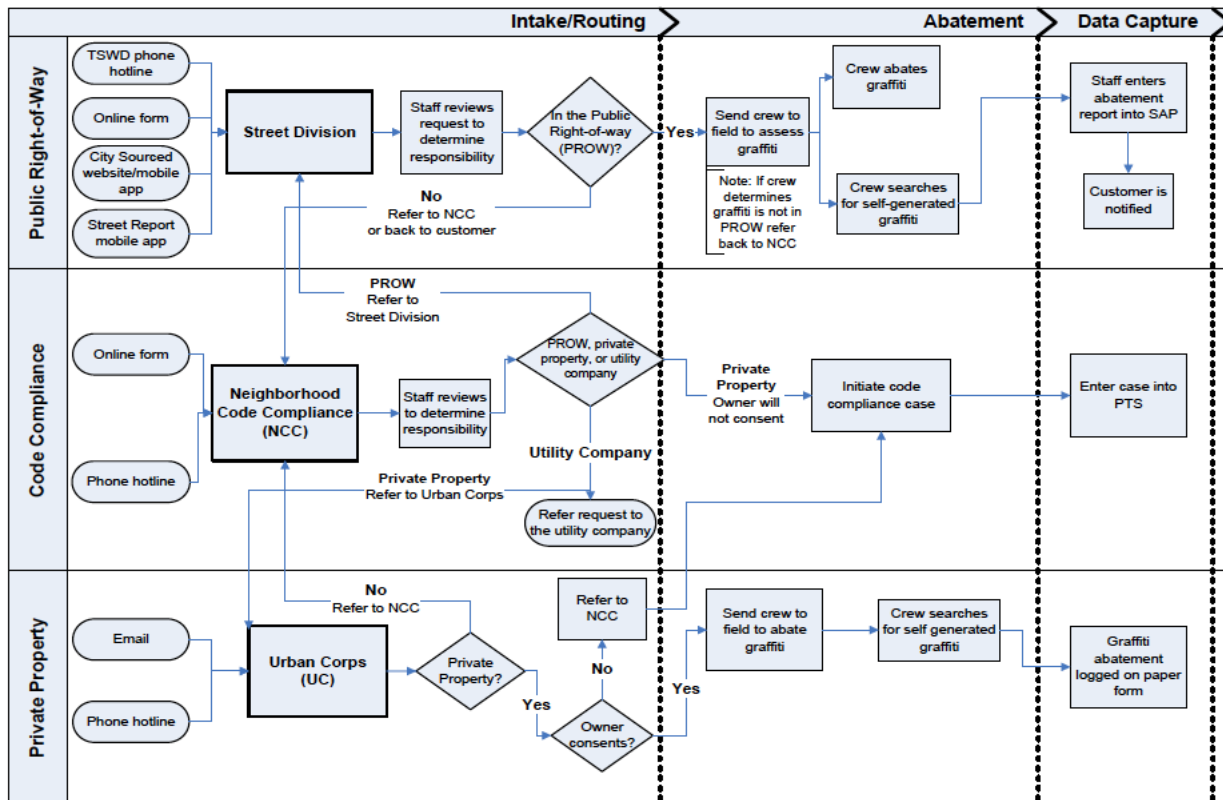 Intake/Routing
Abatement
Data Capture
Public Right-of-Way
TSWD phone
hotline
Online form
City Sourced
website/mobile
app
Street Report
mobile app
Street Division
Staff reviews
request to
determine
responsibility
In the Public
Right-of-way
(PROW)?
Yes
No
Refer to NCC
or back to customer
Send crew to
field to assess
graffiti
Note: If crew
determines
graffiti is not in
PROW refer
back to NCC
Crew abates
graffiti
Crew searches
for self-generated
graffiti
Staff enters
abatement
report into SAP
Customer is
notified
Code Compliance
PROW
Refer to
Street Division
Online form
Phone hotline
Neighborhood
Code Compliance
(NCC)
Staff reviews
to determine
responsibility
PROW, private
property, or utility
company
Private
Property
Owner will
not consent
Utility Company
Private Property
Refer to Urban Corps
Refer request to
the utility company
Initiate code
compliance case
Enter case into
PTS
Private Property
Email
Phone hotline
No
Refer to NCC
Urban Corps
(UC)
Private
Property?
Yes
Refer to
NCC
No
Owner
consents?
Yes
Send crew to
field to abate
graffiti
Crew searches
for self generated
graffiti
Graffiti
abatement
logged on paper
form